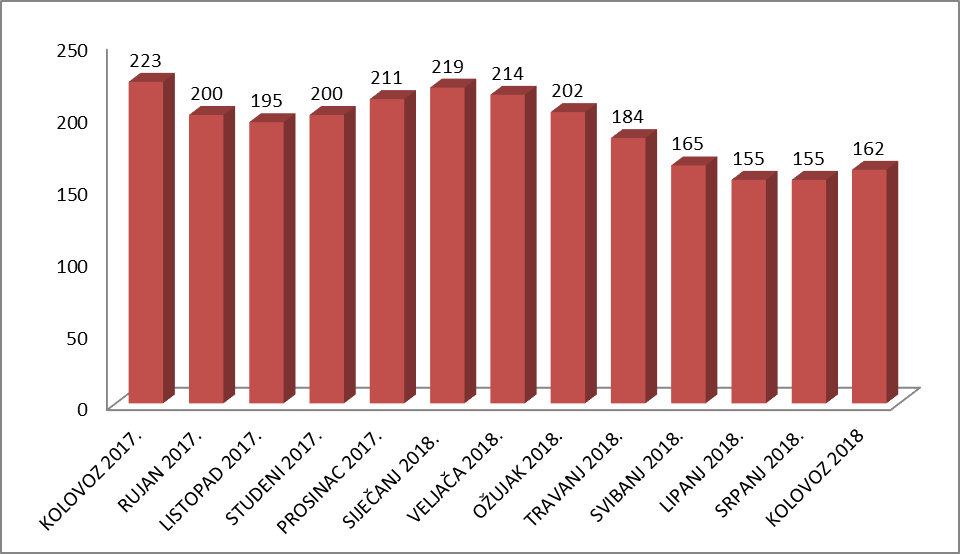 250
200
150
100
50
0
223
200
195
200
211
219
214
202
184
165
155
155
162
KOLOVOZ 2017.
RUJAN 2017.
LISTOPAD 2017.
STUDENI 2017.
PROSINAC 2017.
SIJEČANJ 2018.
VELJAČA 2018.
OŽUJAK 2018.
TRAVANJ 2018.
SVIBANJ 2018.
LIPANJ 2018.
SRPANJ 2018.
KOLOVOZ 2018